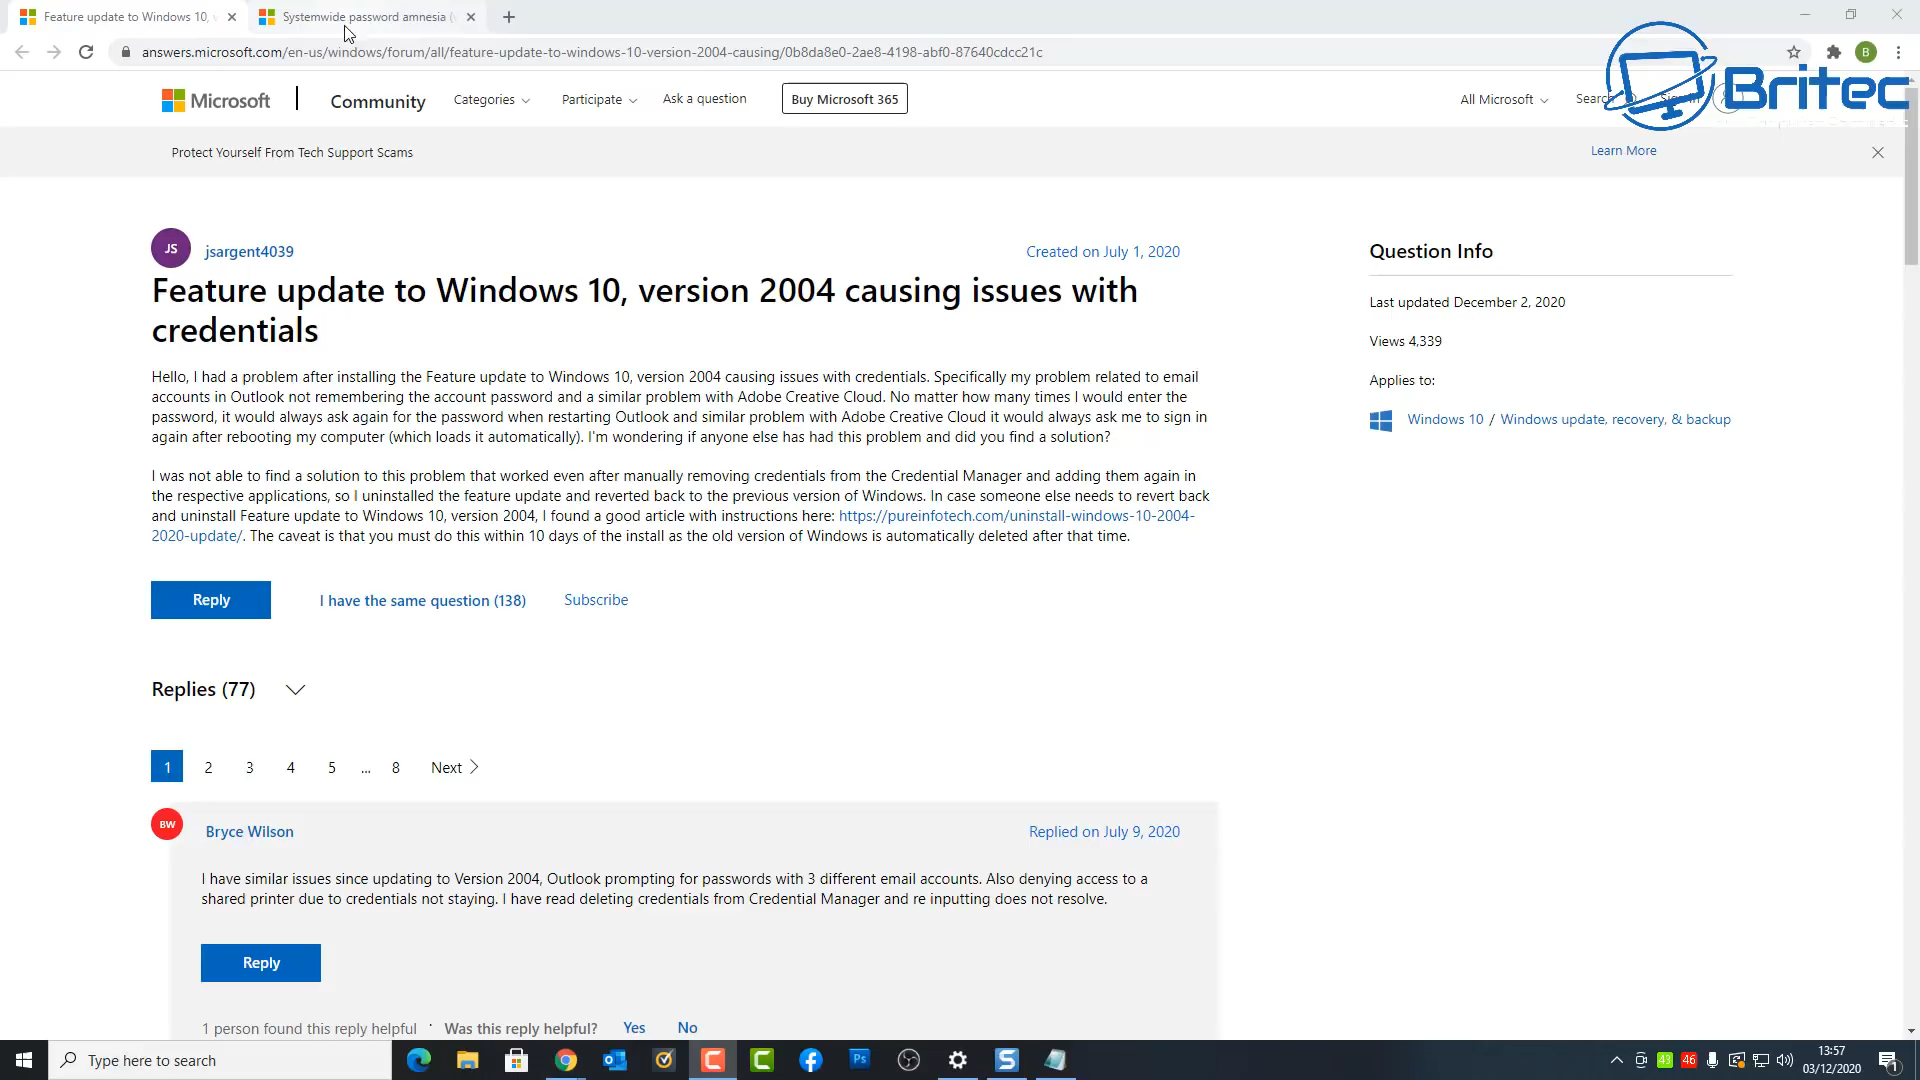 Feature update to Windows 10,
Systemwide password amnesia
answers.microsoft.com/en-us/windows/forum/all/feature-update-to-windows-10-version-2004-causing/0b8da8e0-2ae8-4198-abf0-87640cdcc21c
B
Microsoft
Community
Categories
Participate
Ask a question
Buy Microsoft 365
All Microsoft
Search
Sign in
Britec
Protect Yourself From Tech Support Scams
Learn More
JS
jsargent4039
Created on July 1, 2020
Feature update to Windows 10, version 2004 causing issues with
credentials
Hello, I had a problem after installing the Feature update to Windows 10, version 2004 causing issues with credentials. Specifically my problem related to email
accounts in Outlook not remembering the account password and a similar problem with Adobe Creative Cloud. No matter how many times I would enter the
password, it would always ask again for the password when restarting Outlook and similar problem with Adobe Creative Cloud it would always ask me to sign in
again after rebooting my computer (which loads it automatically). I'm wondering if anyone else has had this problem and did you find a solution?
I was not able to find a solution to this problem that worked even after manually removing credentials from the Credential Manager and adding them again in
the respective applications, so I uninstalled the feature update and reverted back to the previous version of Windows. In case someone else needs to revert back
and uninstall Feature update to Windows 10, version 2004, I found a good article with instructions here: https://pureinfotech.com/uninstall-windows-10-2004-
2020-update/. The caveat is that you must do this within 10 days of the install as the old version of Windows is automatically deleted after that time.
Reply
I have the same question (138)
Subscribe
Question Info
Last updated December 2, 2020
Views 4,339
Applies to:
Windows 10 / Windows update, recovery, & backup
Replies (77)
1 2 3 4 5 ... 8 Next
BW
Bryce Wilson
Replied on July 9, 2020
I have similar issues since updating to Version 2004, Outlook prompting for passwords with 3 different email accounts. Also denying access to a
shared printer due to credentials not staying. I have read deleting credentials from Credential Manager and re inputting does not resolve.
Reply
1 person found this reply helpful · Was this reply helpful? Yes No
Type here to search
Ps
S
43
46
13:57
03/12/2020
1